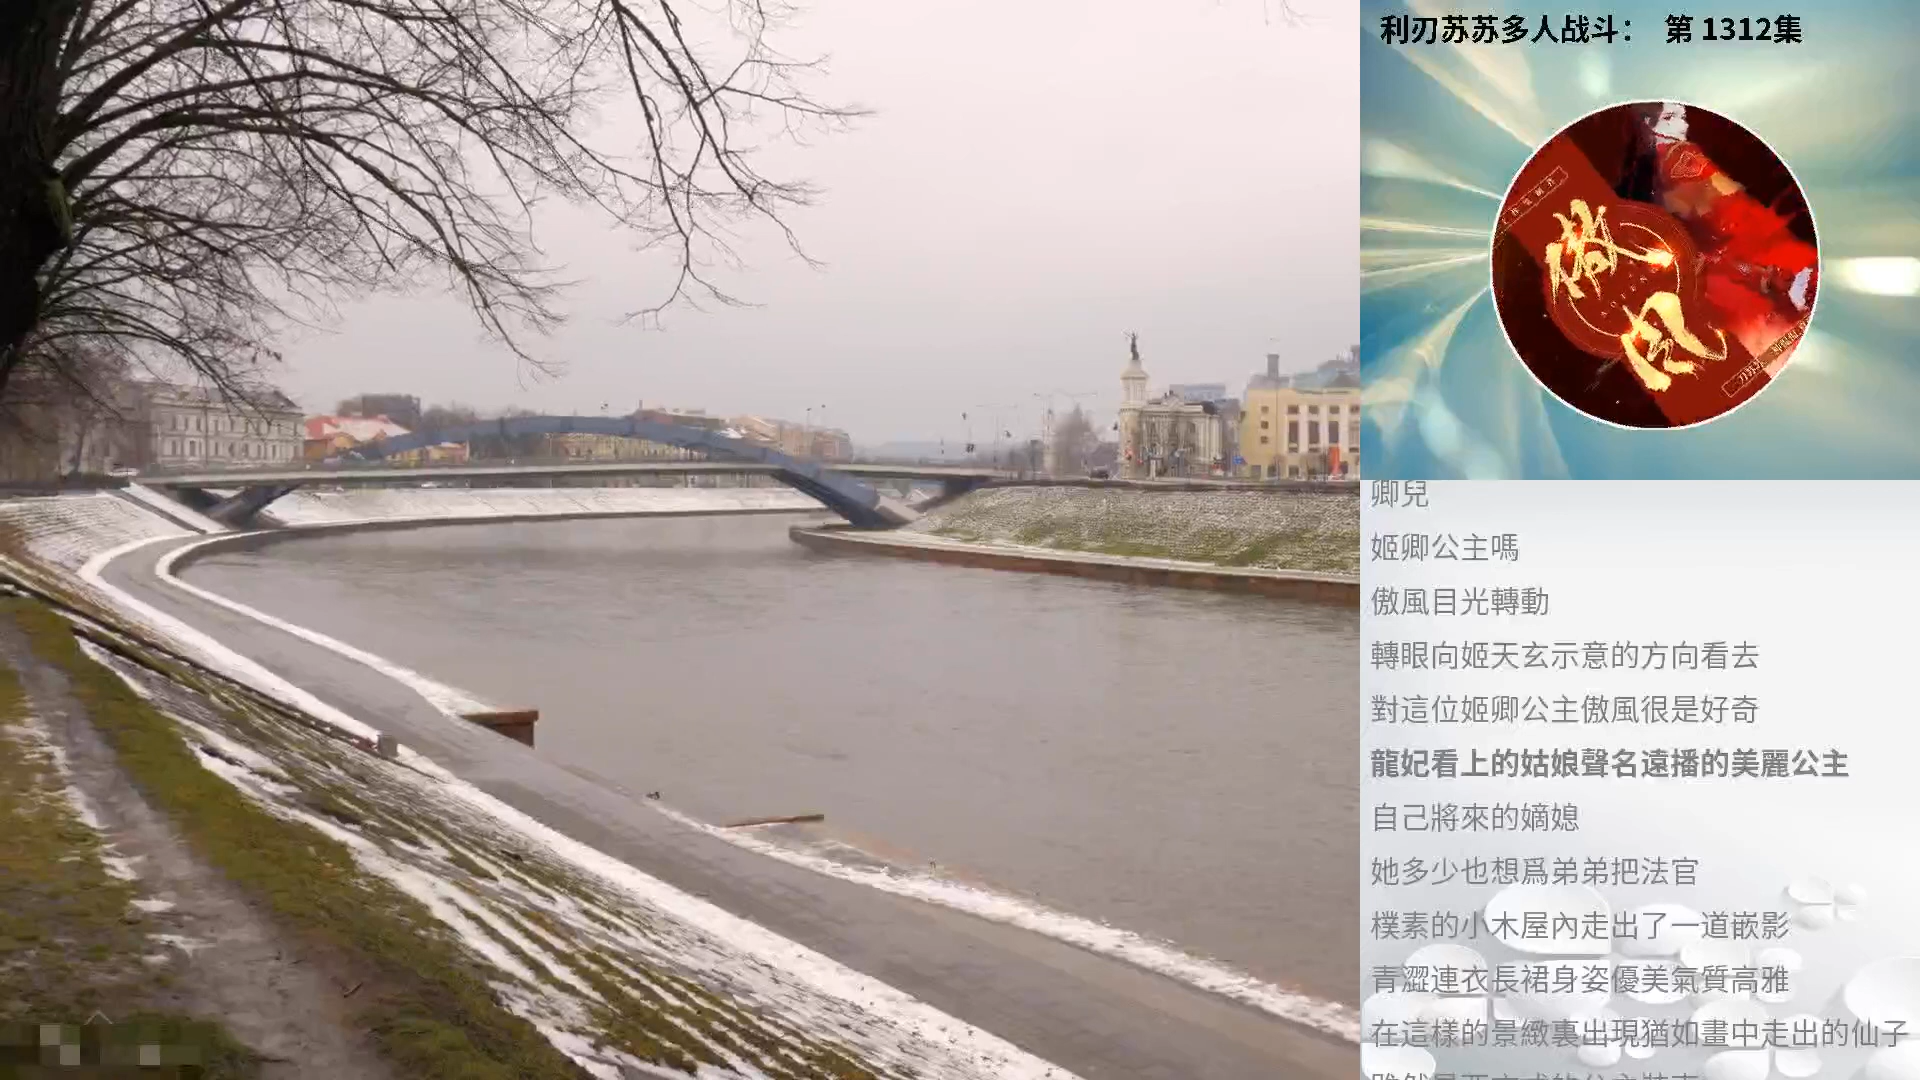 利刃苏苏多人战斗： 第 1312集
傲
风
卿兒
姬卿公主嗎
傲風目光轉動
轉眼向姬天玄示意的方向看去
對這位姬卿公主傲風很是好奇
龍妃看上的姑娘聲名遠播的美麗公主
自己將來的嫡媳
她多少也想爲弟弟把法官
樸素的小木屋內走出了一道嵌影
青澀連衣長裙身姿優美氣質高雅
在這樣的景緻裏出現猶如畫中走出的仙子